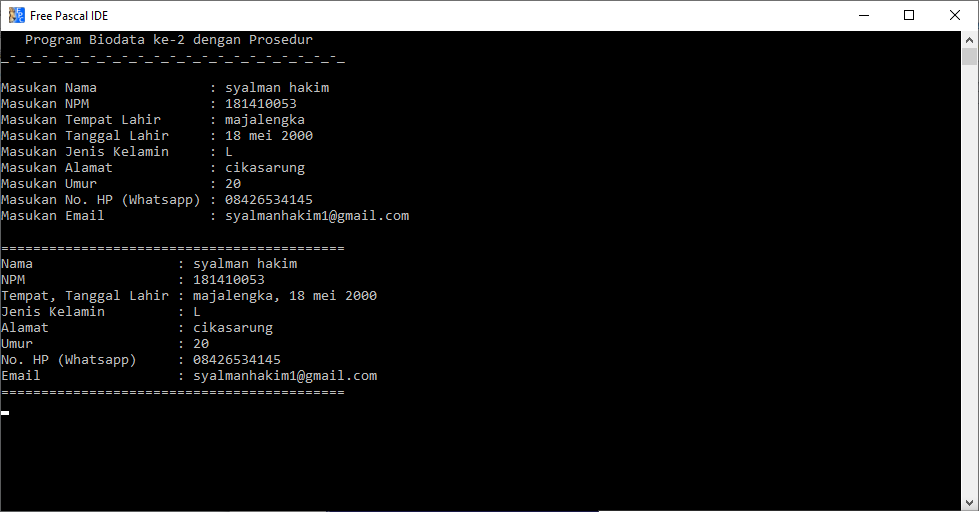 Free Pascal IDE
Program Biodata ke-2 dengan Prosedur
_-_-_-_-_-_-_-_-_-_-_-_-_-_-_-_-_-_-_-_-_-_
Masukan Nama              : syalman hakim
Masukan NPM               : 181410053
Masukan Tempat Lahir      : majalengka
Masukan Tanggal Lahir     : 18 mei 2000
Masukan Jenis Kelamin     : L
Masukan Alamat            : cikasarung
Masukan Umur              : 20
Masukan No. HP (Whatsapp) : 08426534145
Masukan Email             : syalmanhakim1@gmail.com
===========================================
Nama                  : syalman hakim
NPM                   : 181410053
Tempat, Tanggal Lahir : majalengka, 18 mei 2000
Jenis Kelamin         : L
Alamat                : cikasarung
Umur                  : 20
No. HP (Whatsapp)     : 08426534145
Email                 : syalmanhakim1@gmail.com
===========================================